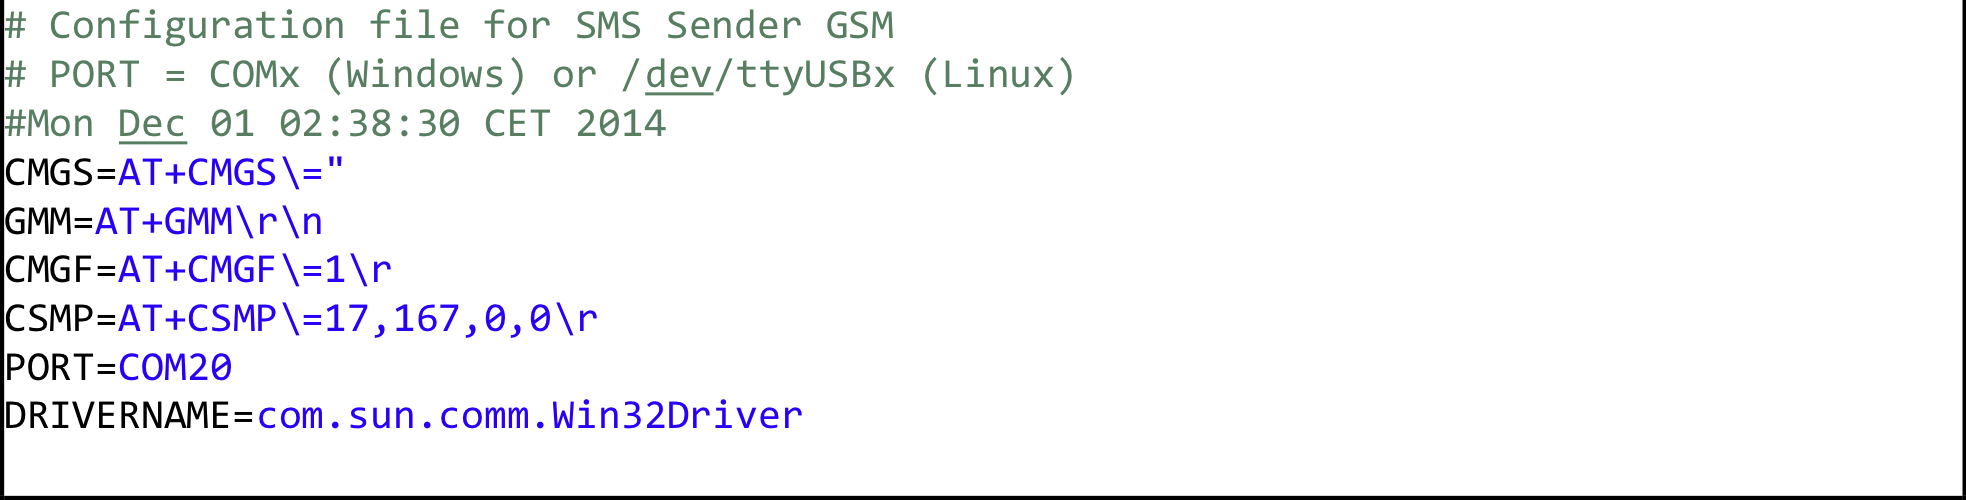 # Configuration file for SMS Sender GSM
# PORT = COMx (Windows) or /dev/ttyUSBx (Linux)
#Mon Dec 01 02:38:30 CET 2014
CMGS=AT+CMGS\="
GMM=AT+GMM\r\n
CMGF=AT+CMGF\=1\r
CSMP=AT+CSMP\=17,167,0,0\r
PORT=COM20
DRIVERNAME=com.sun.comm.Win32Driver